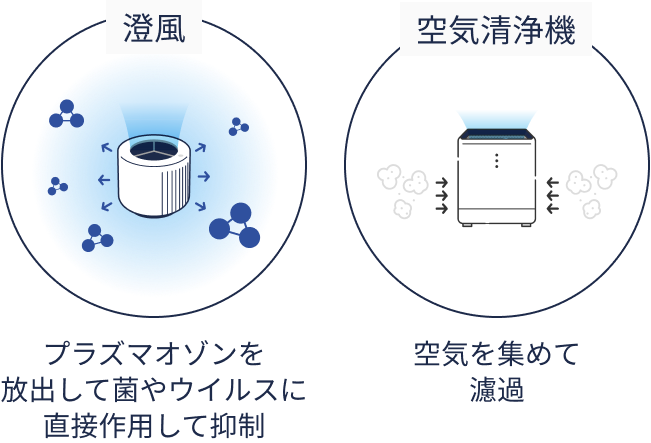 澄風
空気清浄機
プラズマオゾンを
放出して菌やウイルスに
直接作用して抑制
空気を集めて
濾過